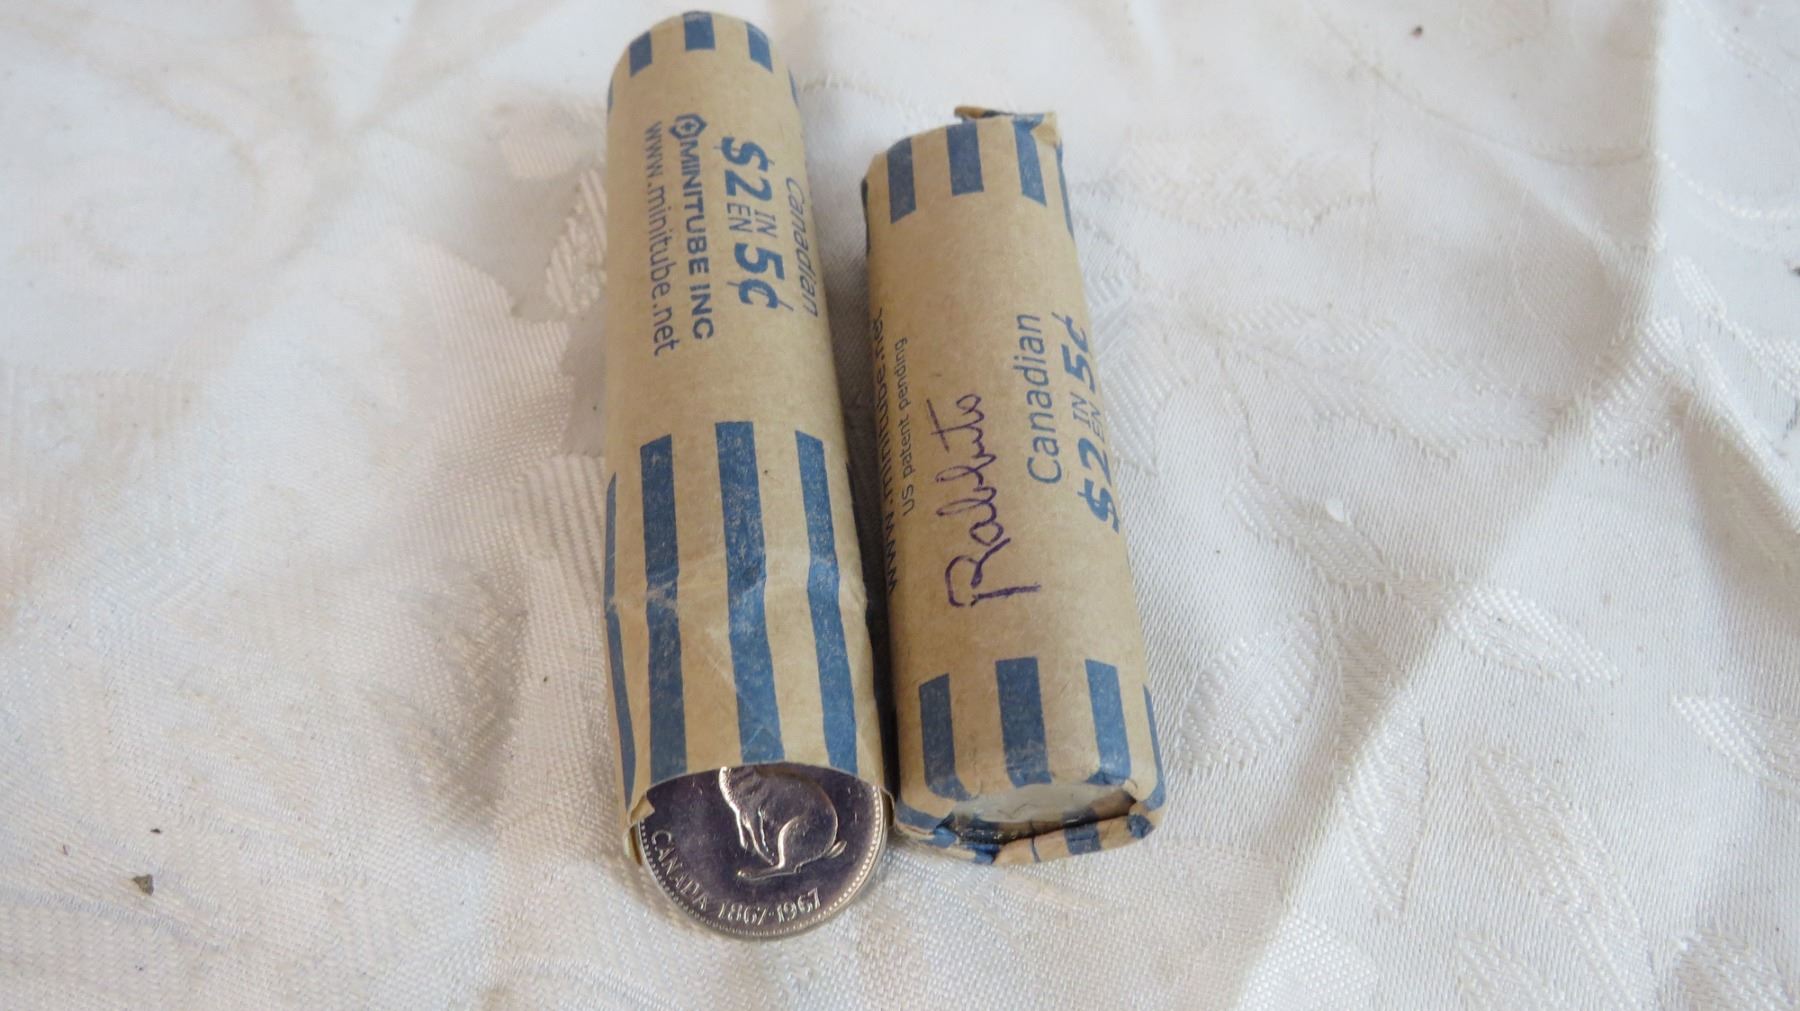 Canadian
$2 IN EN 5¢
MINITUBE INC
www.minitube.net
www.minitube.net
US patent pending
Rabbits
Canadian
$2 IN EN 5¢
CANADA 1867-1967